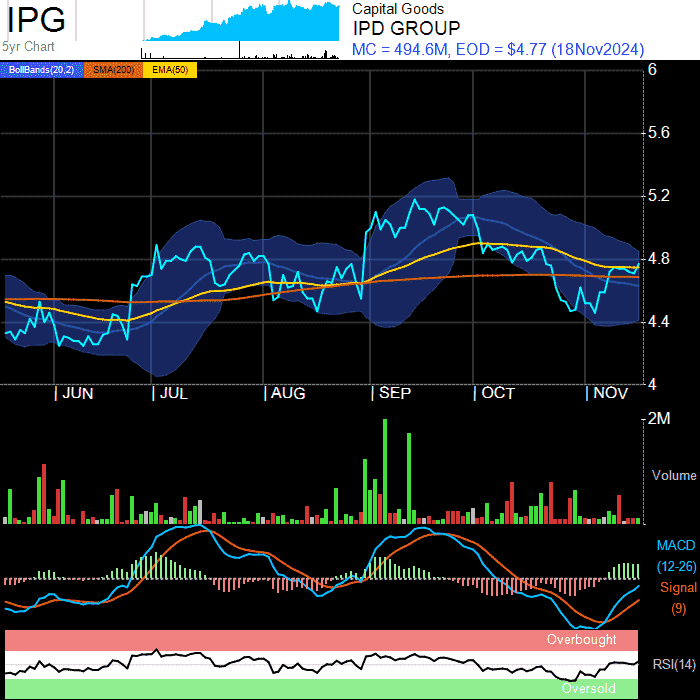 IPG
5yr Chart
Capital Goods
IPD GROUP
MC = 494.6M, EOD = $4.77 (18Nov2024)
BollBands(20,2) SMA(200) EMA(50)
6
5.6
5.2
4.8
4.4
4
JUN JUL AUG SEP OCT NOV
2M
Volume
MACD
(12-26)
Signal
(9)
Overbought
RSI(14)
Oversold